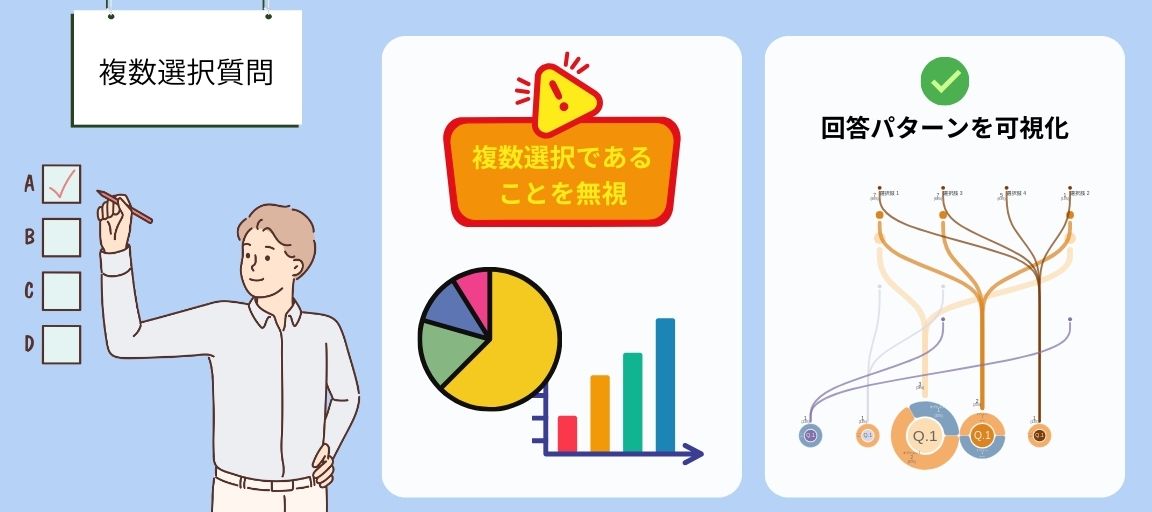 複数選択質問
A
B
C
D
複数選択である
ことを無視
回答パターンを可視化
選択肢 1
選択肢 3
選択肢 4
選択肢 2
Q.1
Q.1
Q.1
Q.1
Q.1